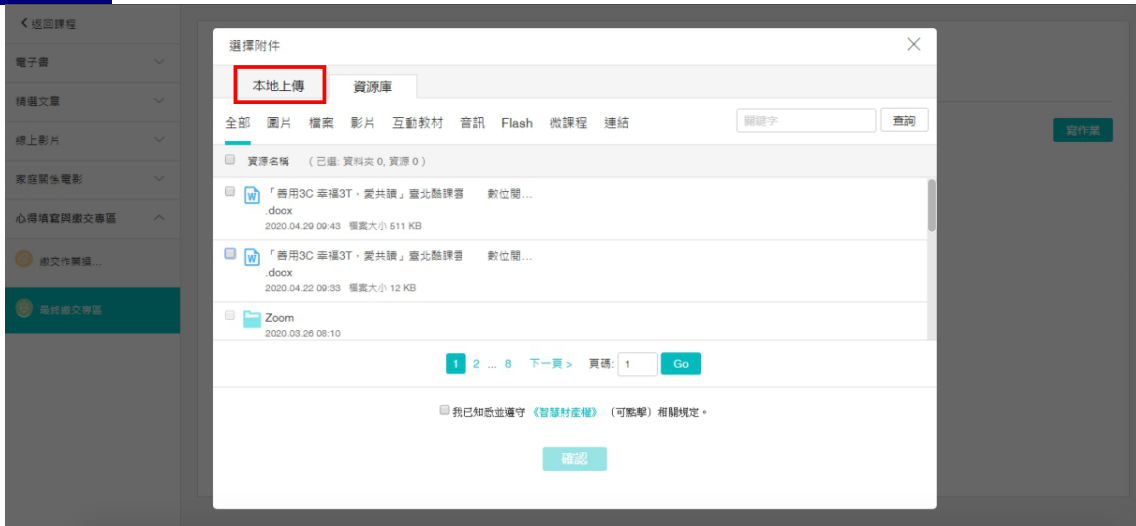 返回課程
電子書
精選文章
線上影片
家庭關係電影
心得填寫與繳交專區
繳交作業過...
最終繳交專區
寫作業
選擇附件
本地上傳 資源庫
全部 圖片 檔案 影片 互動教材 音訊 Flash 微課程 連結 關鍵字 查詢
資源名稱 (已選: 資料夾 0, 資源 0)
「善用3C 幸福3T，愛共讀」臺北酷課雲 數位閱...
.docx
2020.04.29 09:43 檔案大小 511 KB
「善用3C 幸福3T，愛共讀」臺北酷課雲 數位閱...
.docx
2020.04.22 09:33 檔案大小 12 KB
Zoom
2020.03.26 08:10
1 2 ... 8 下一頁 > 頁碼: 1 Go
我已知悉並遵守《智慧財產權》（可點擊）相關規定。
確認